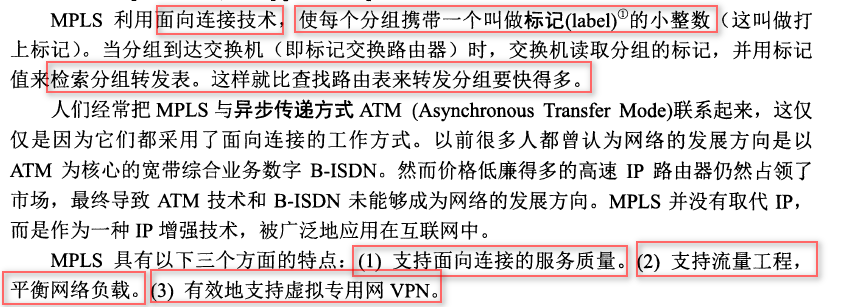 MPLS 利用面向连接技术，使每个分组携带一个叫做标记(label)①的小整数（这叫做打
上标记）。当分组到达交换机（即标记交换路由器）时，交换机读取分组的标记，并用标记
值来检索分组转发表。这样就比查找路由表来转发分组要快得多。
人们经常把 MPLS 与异步传递方式 ATM (Asynchronous Transfer Mode)联系起来，这仅
仅是因为它们都采用了面向连接的工作方式。以前很多人都曾认为网络的发展方向是以
ATM 为核心的宽带综合业务数字 B-ISDN。然而价格低廉得多的高速 IP 路由器仍然占领了
市场，最终导致 ATM 技术和 B-ISDN 未能够成为网络的发展方向。MPLS 并没有取代 IP，
而是作为一种 IP 增强技术，被广泛地应用在互联网中。
MPLS 具有以下三个方面的特点：(1) 支持面向连接的服务质量。(2) 支持流量工程，
平衡网络负载。(3) 有效地支持虚拟专用网 VPN。